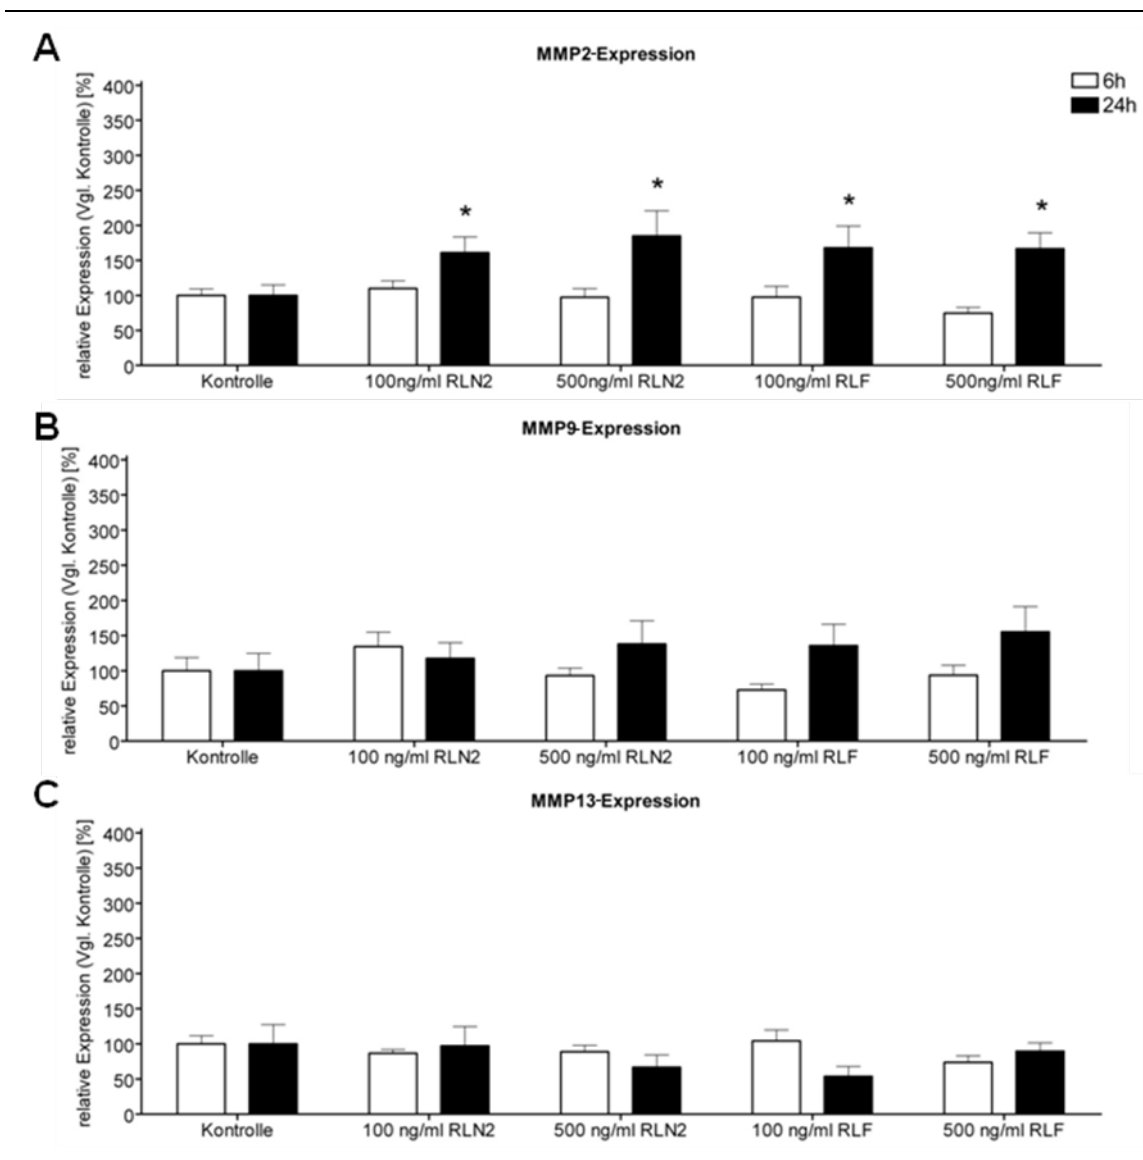 A
MMP2-Expression
6h
24h
relative Expression (Vgl. Kontrolle) [%]
400
350
300
250
200
150
100
50
0
*
*
*
*
Kontrolle
100ng/ml RLN2
500ng/ml RLN2
100ng/ml RLF
500ng/ml RLF
B
MMP9-Expression
relative Expression (Vgl. Kontrolle) [%]
400
350
300
250
200
150
100
50
0
Kontrolle
100 ng/ml RLN2
500 ng/ml RLN2
100 ng/ml RLF
500 ng/ml RLF
C
MMP13-Expression
relative Expression (Vgl. Kontrolle) [%]
400
350
300
250
200
150
100
50
0
Kontrolle
100 ng/ml RLN2
500 ng/ml RLN2
100 ng/ml RLF
500 ng/ml RLF